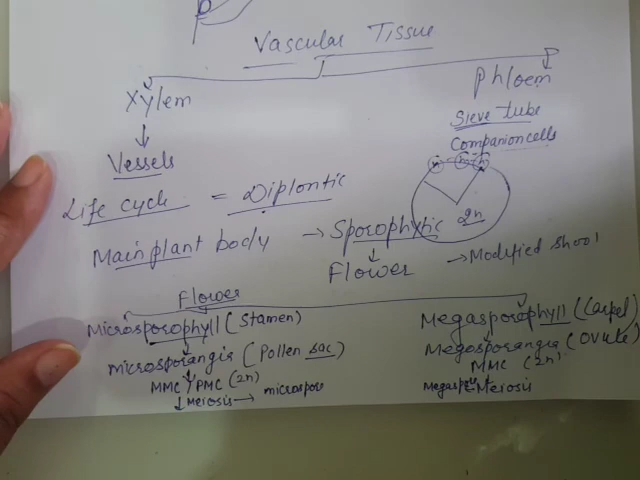 Vascular Tissue
Xylem
Phloem
Vessels
Sieve tube
Companion cells
Life cycle = Diplontic
2n
Main plant body → Sporophytic
Flower → Modified shoot
Flower
Microsporophyll (Stamen)
Megasporophyll (Carpel)
Microsporangia (Pollen sac)
Megasporangia (Ovule)
MMC / PMC (2n)
MMC (2n)
Meiosis → microspore
Meiosis